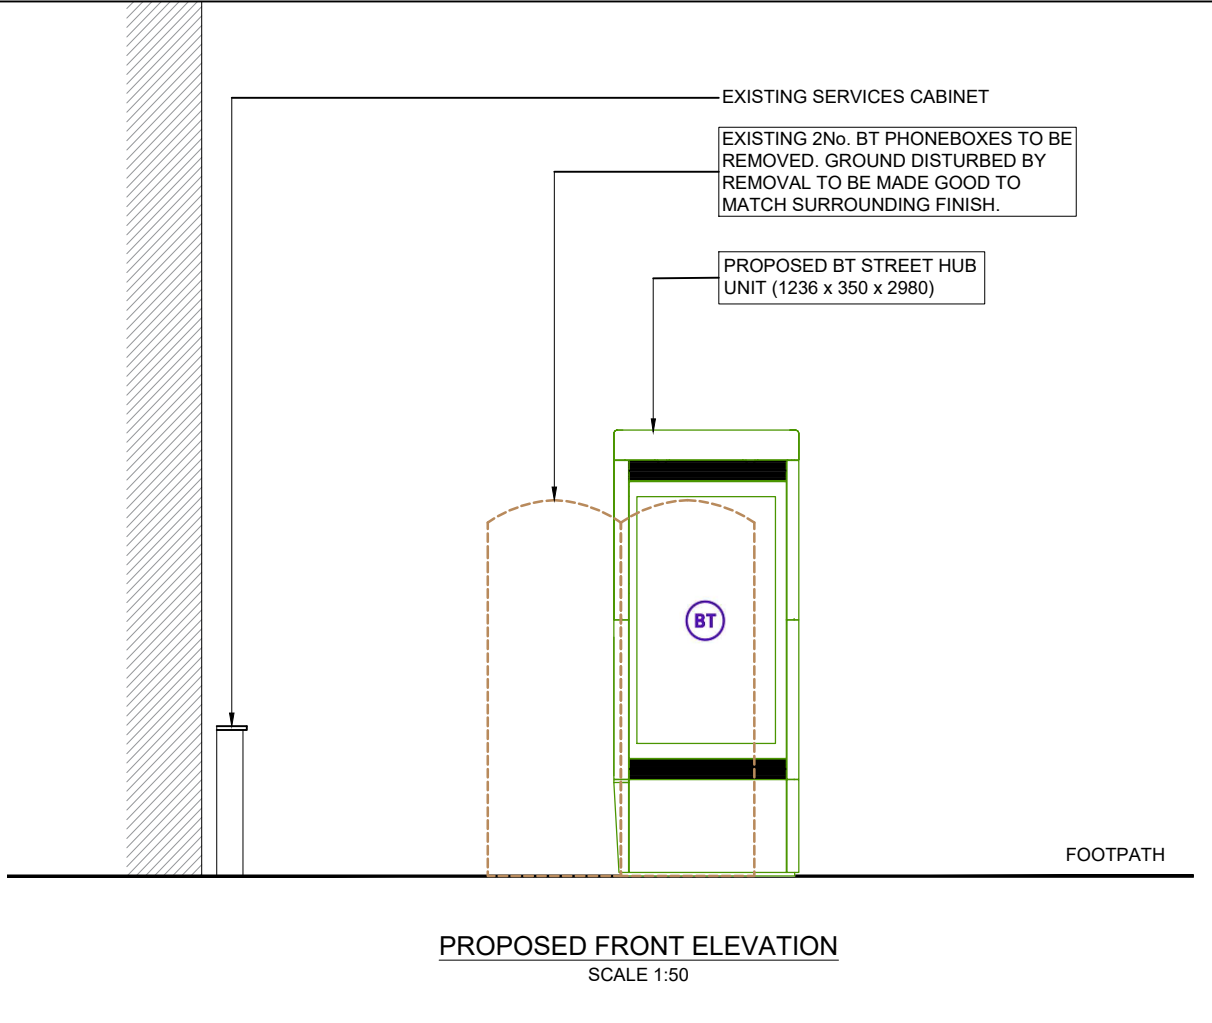 EXISTING SERVICES CABINET
EXISTING 2No. BT PHONEBOXES TO BE
REMOVED. GROUND DISTURBED BY
REMOVAL TO BE MADE GOOD TO
MATCH SURROUNDING FINISH.
PROPOSED BT STREET HUB
UNIT (1236 x 350 x 2980)
BT
FOOTPATH
PROPOSED FRONT ELEVATION
SCALE 1:50